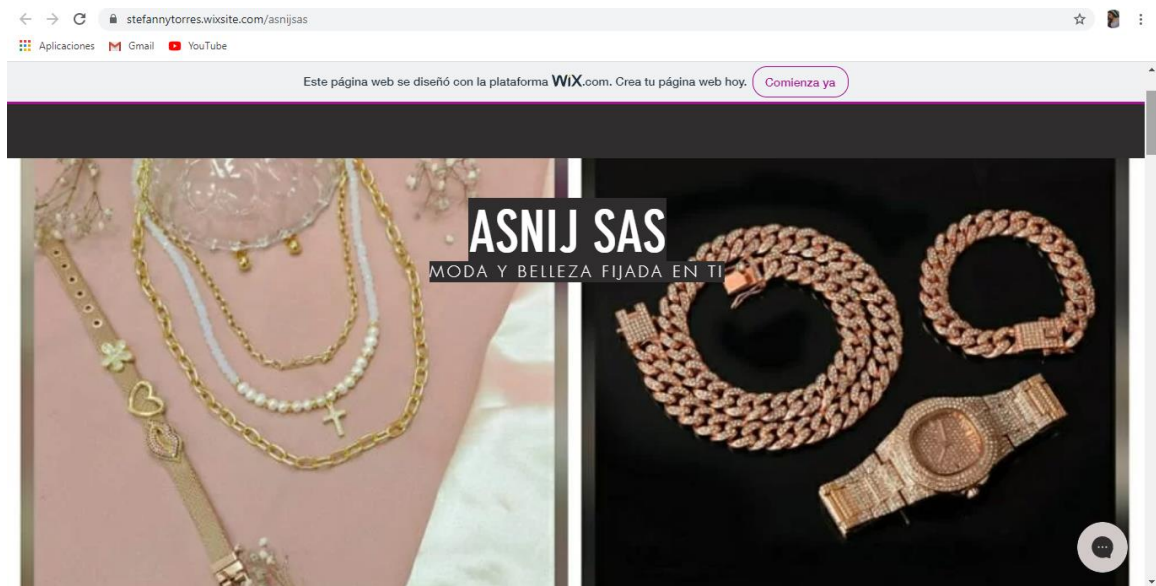 stefannytorres.wixsite.com/asnijsas
Aplicaciones Gmail YouTube
Este página web se diseñó con la plataforma WiX.com. Crea tu página web hoy. Comienza ya
ASNIJ SAS
MODA Y BELLEZA FIJADA EN TI